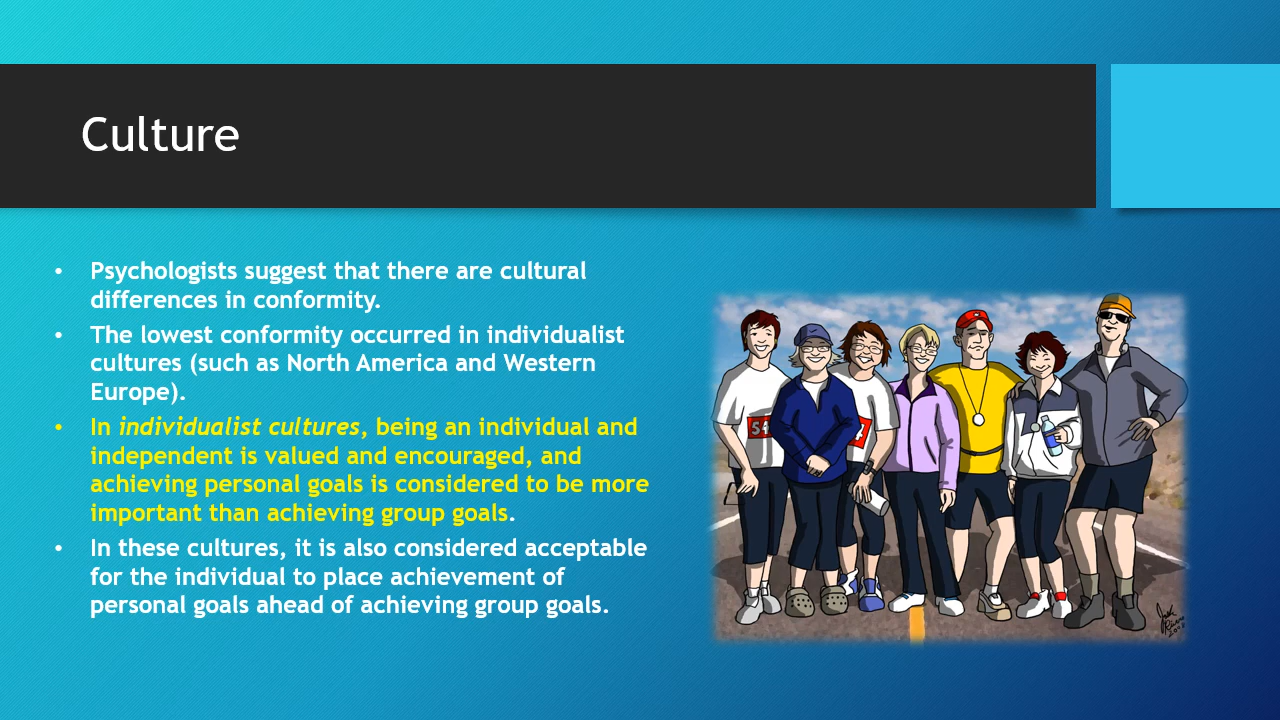 Culture
• Psychologists suggest that there are cultural
differences in conformity.
• The lowest conformity occurred in individualist
cultures (such as North America and Western
Europe).
• In individualist cultures, being an individual and
independent is valued and encouraged, and
achieving personal goals is considered to be more
important than achieving group goals.
• In these cultures, it is also considered acceptable
for the individual to place achievement of
personal goals ahead of achieving group goals.